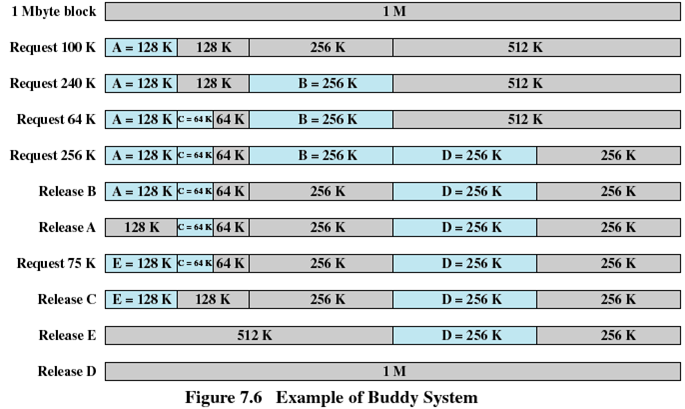 1 Mbyte block 1 M
Request 100 K A = 128 K 128 K 256 K 512 K
Request 240 K A = 128 K 128 K B = 256 K 512 K
Request 64 K A = 128 K C = 64 K 64 K B = 256 K 512 K
Request 256 K A = 128 K C = 64 K 64 K B = 256 K D = 256 K 256 K
Release B A = 128 K C = 64 K 64 K 256 K D = 256 K 256 K
Release A 128 K C = 64 K 64 K 256 K D = 256 K 256 K
Request 75 K E = 128 K C = 64 K 64 K 256 K D = 256 K 256 K
Release C E = 128 K 128 K 256 K D = 256 K 256 K
Release E 512 K D = 256 K 256 K
Release D 1 M
Figure 7.6 Example of Buddy System